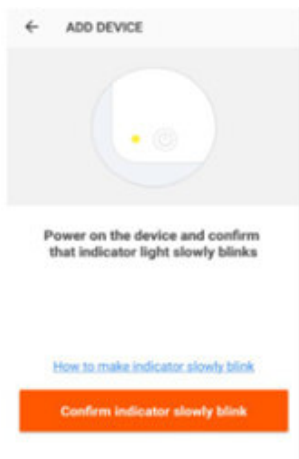 ADD DEVICE
Power on the device and confirm
that indicator light slowly blinks
How to make indicator slowly blink
Confirm indicator slowly blink